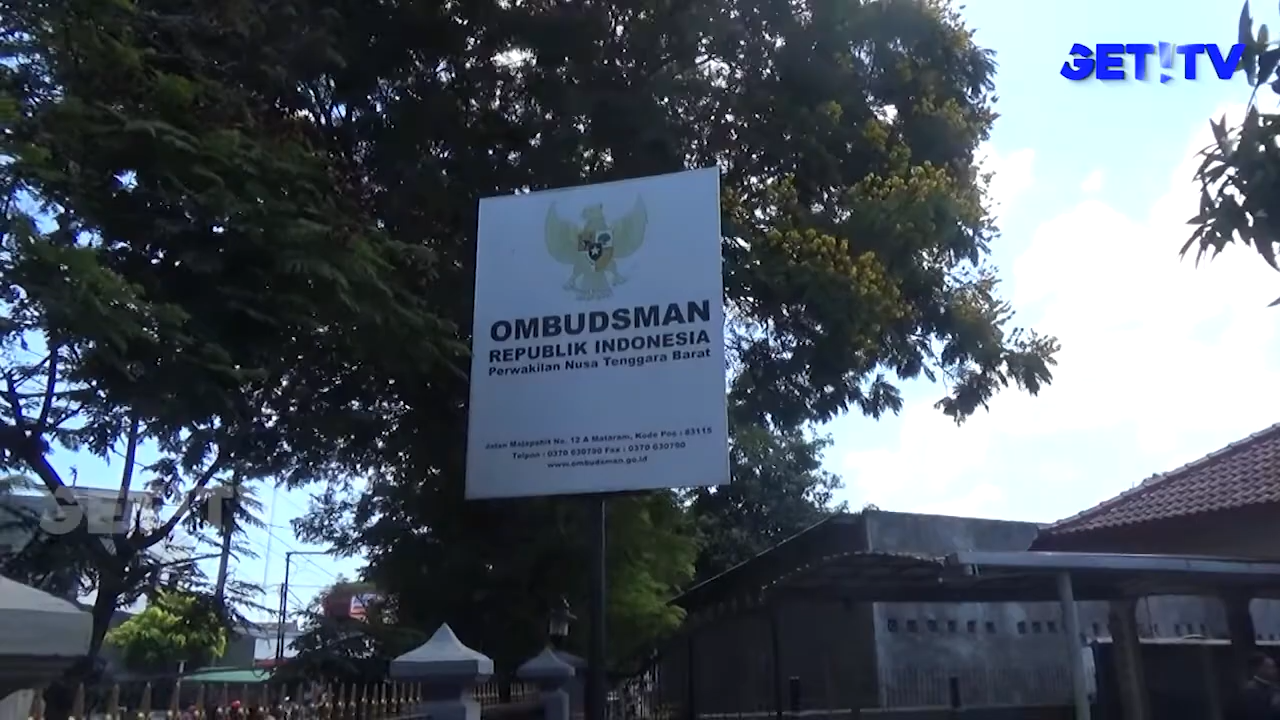 GET!TV
OMBUDSMAN
REPUBLIK INDONESIA
Perwakilan Nusa Tenggara Barat
Jalan Majapahit No. 12 A Mataram, Kode Pos : 83115
Telpon : 0370 630790 Fax : 0370 630790
www.ombudsman.go.id